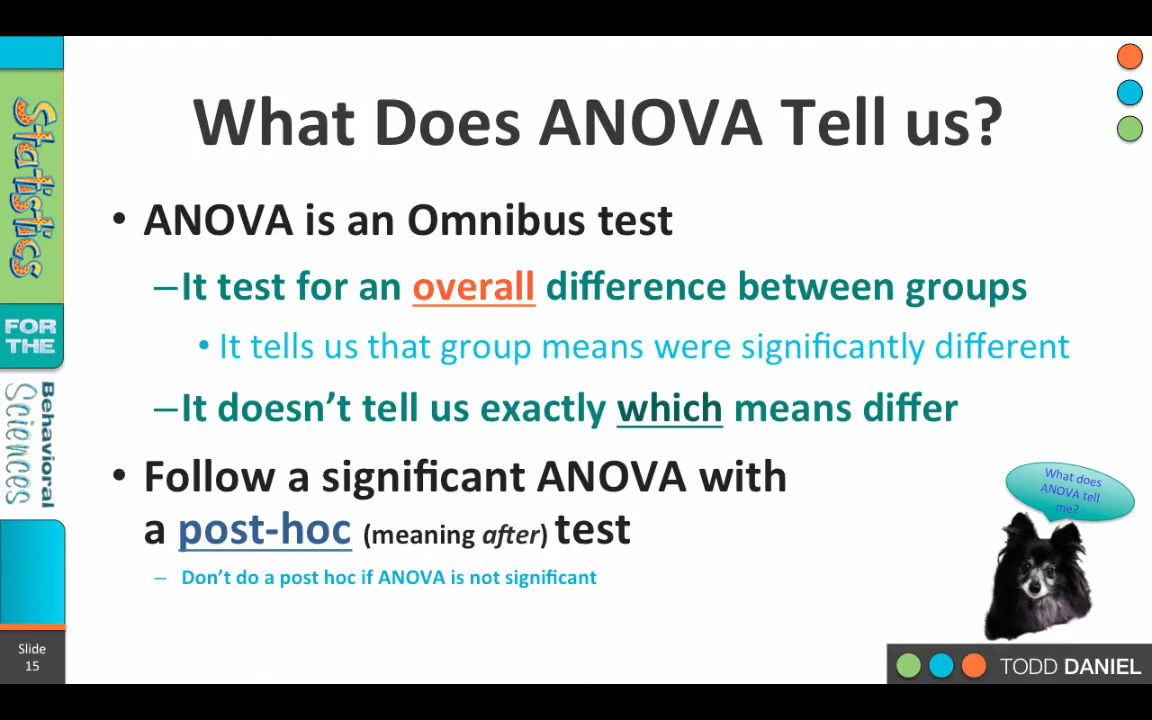 What Does ANOVA Tell us?
• ANOVA is an Omnibus test
–It test for an overall difference between groups
• It tells us that group means were significantly different
–It doesn't tell us exactly which means differ
• Follow a significant ANOVA with
a post-hoc (meaning after) test
– Don't do a post hoc if ANOVA is not significant
What does
ANOVA tell
me?
Statistics
FOR
THE
Behavioral
Sciences
Slide
15
TODD DANIEL